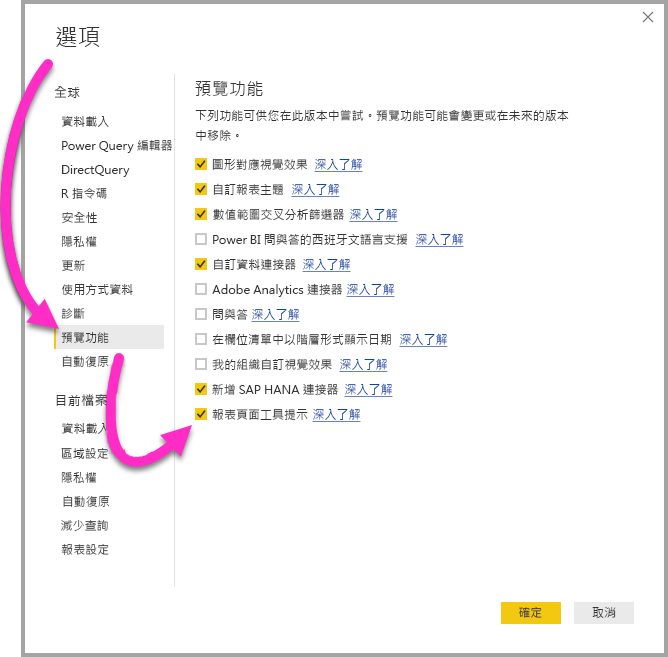 選項
全球
資料載入
Power Query 編輯器
DirectQuery
R 指令碼
安全性
隱私權
更新
使用方式資料
診斷
預覽功能
自動復原
目前檔案
資料載入
區域設定
隱私權
自動復原
減少查詢
報表設定
預覽功能
下列功能可供您在此版本中嘗試。預覽功能可能會變更或在未來的版本
中移除。
圖形對應視覺效果 深入了解
自訂報表主題 深入了解
數值範圍交叉分析篩選器 深入了解
Power BI 問與答的西班牙文語言支援 深入了解
自訂資料連接器 深入了解
Adobe Analytics 連接器 深入了解
問與答 深入了解
在欄位清單中以階層形式顯示日期 深入了解
我的組織自訂視覺效果 深入了解
新增 SAP HANA 連接器 深入了解
報表頁面工具提示 深入了解
確定
取消